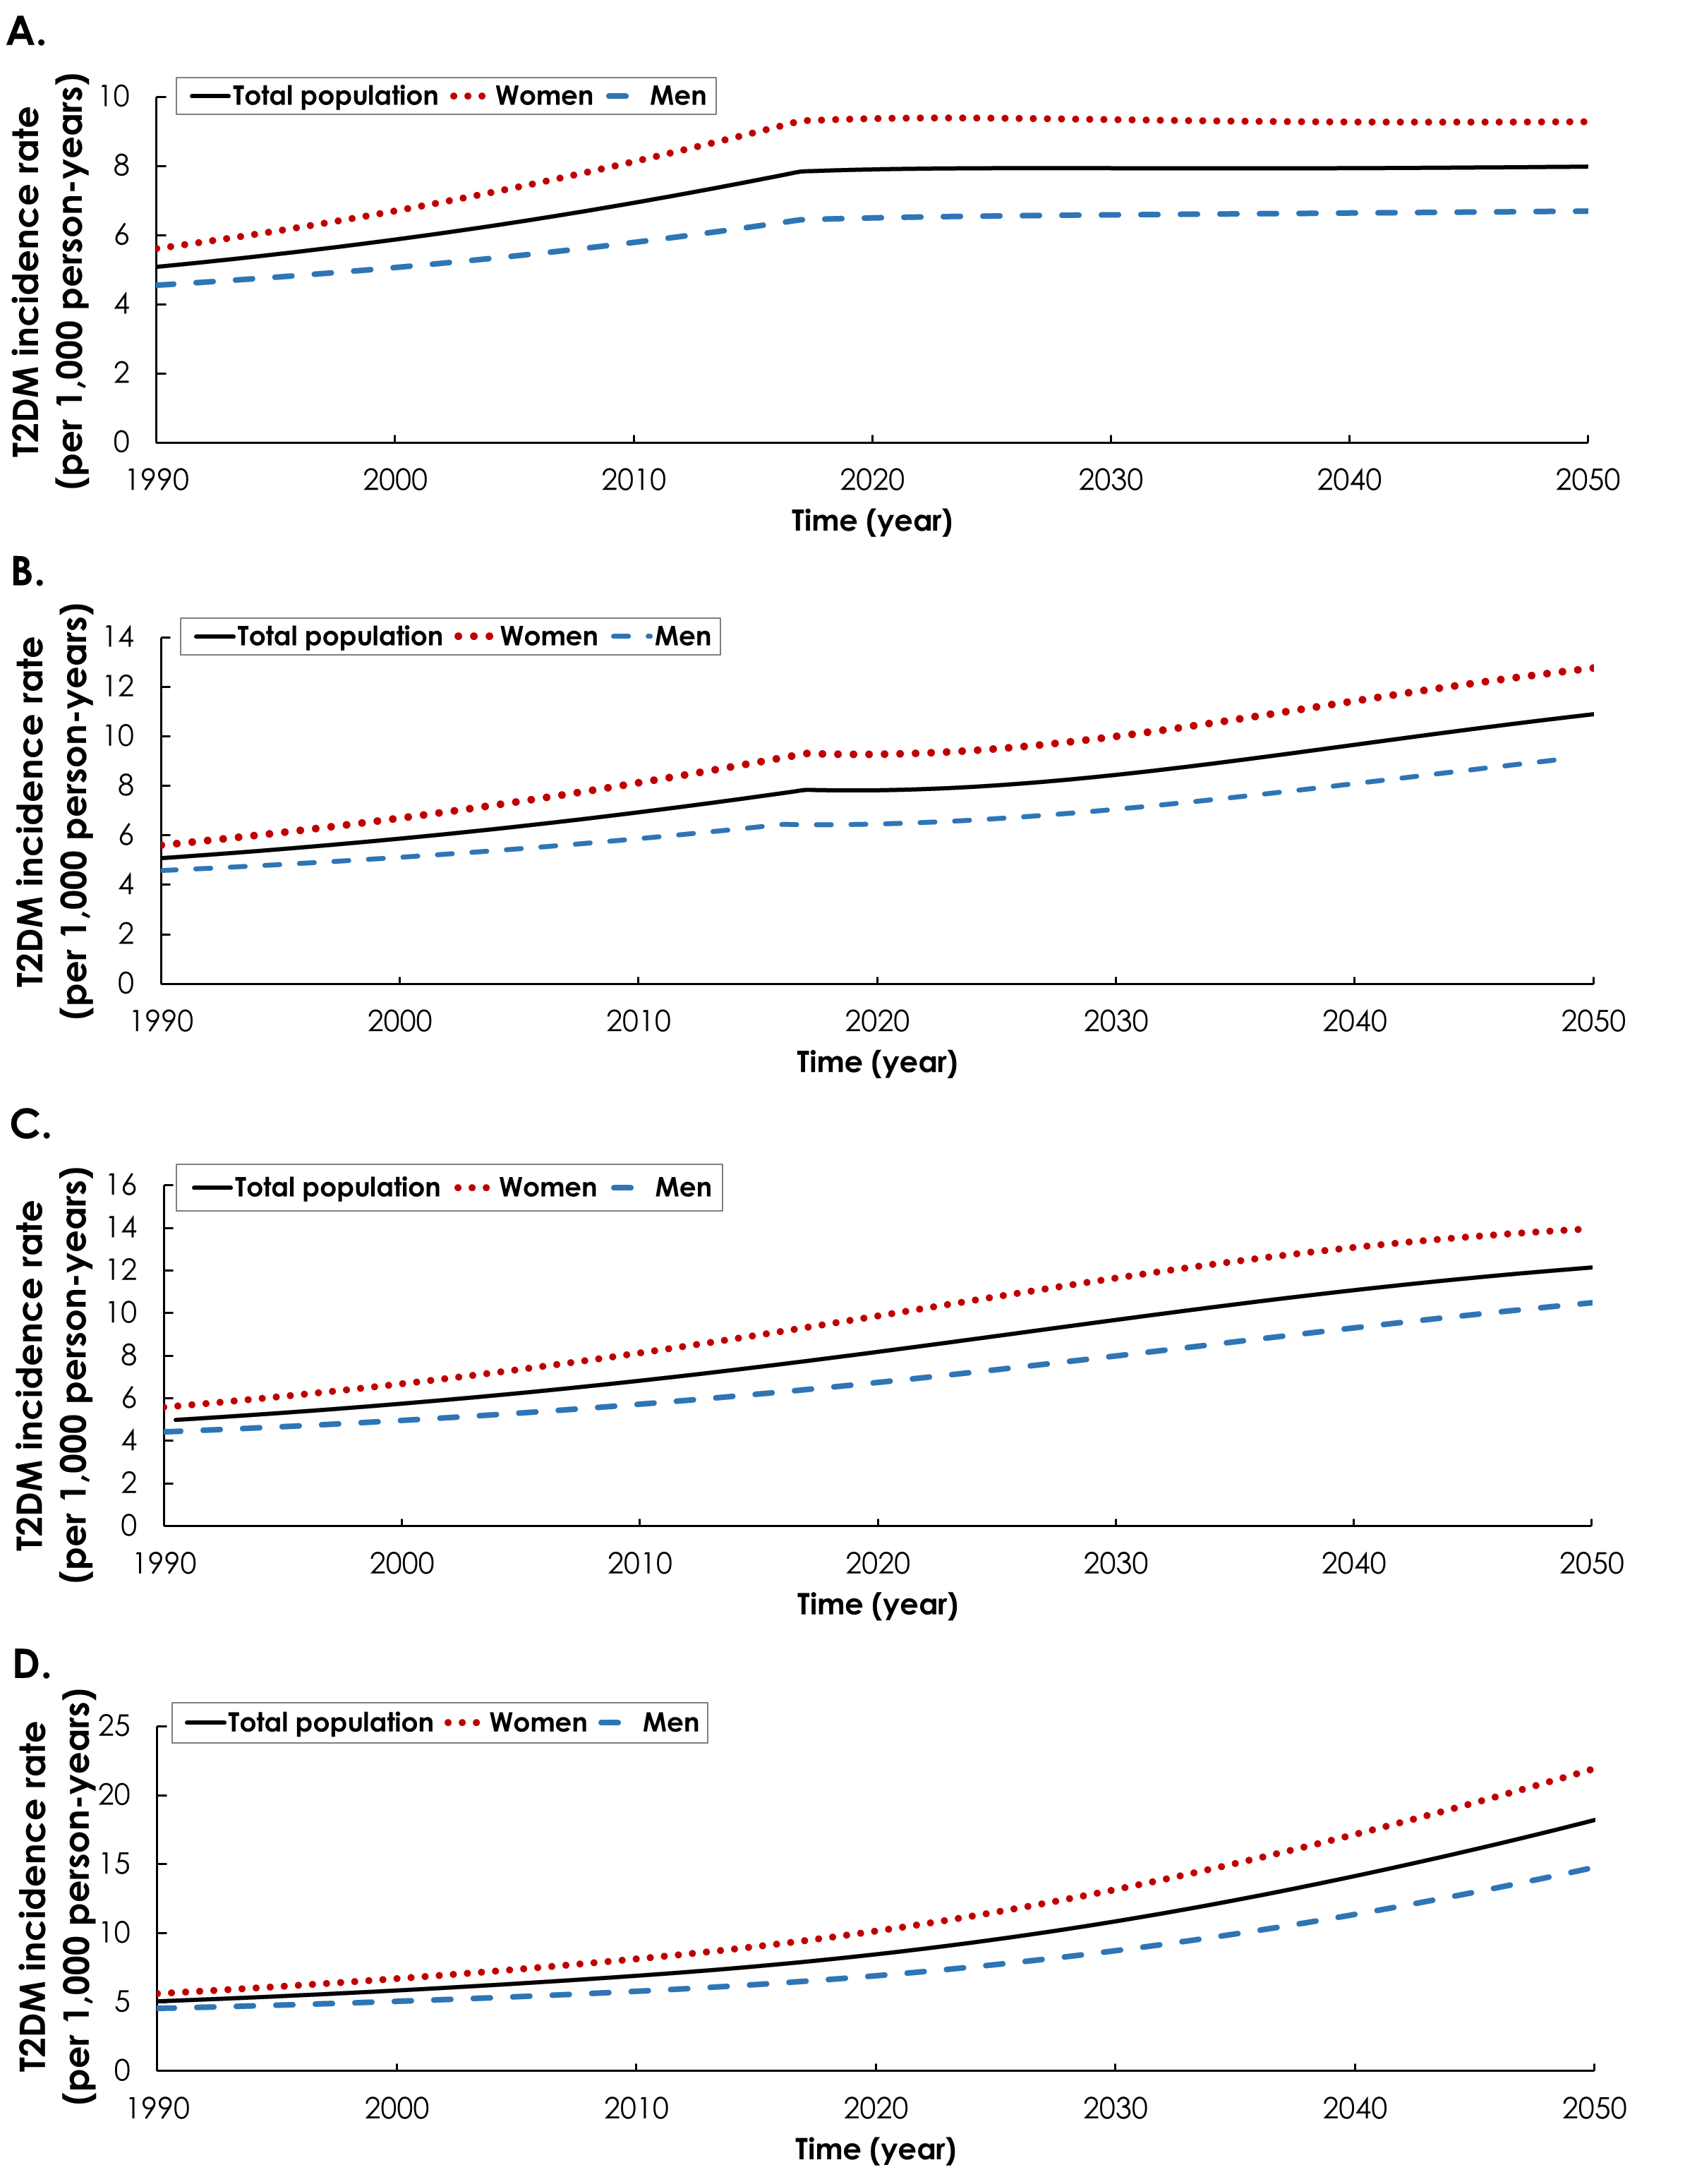 A.
T2DM incidence rate
(per 1,000 person-years)
Total population Women Men
10
8
6
4
2
0
1990 2000 2010 2020 2030 2040 2050
Time (year)
B.
T2DM incidence rate
(per 1,000 person-years)
Total population Women Men
14
12
10
8
6
4
2
0
1990 2000 2010 2020 2030 2040 2050
Time (year)
C.
T2DM incidence rate
(per 1,000 person-years)
Total population Women Men
16
14
12
10
8
6
4
2
0
1990 2000 2010 2020 2030 2040 2050
Time (year)
D.
T2DM incidence rate
(per 1,000 person-years)
Total population Women Men
25
20
15
10
5
0
1990 2000 2010 2020 2030 2040 2050
Time (year)